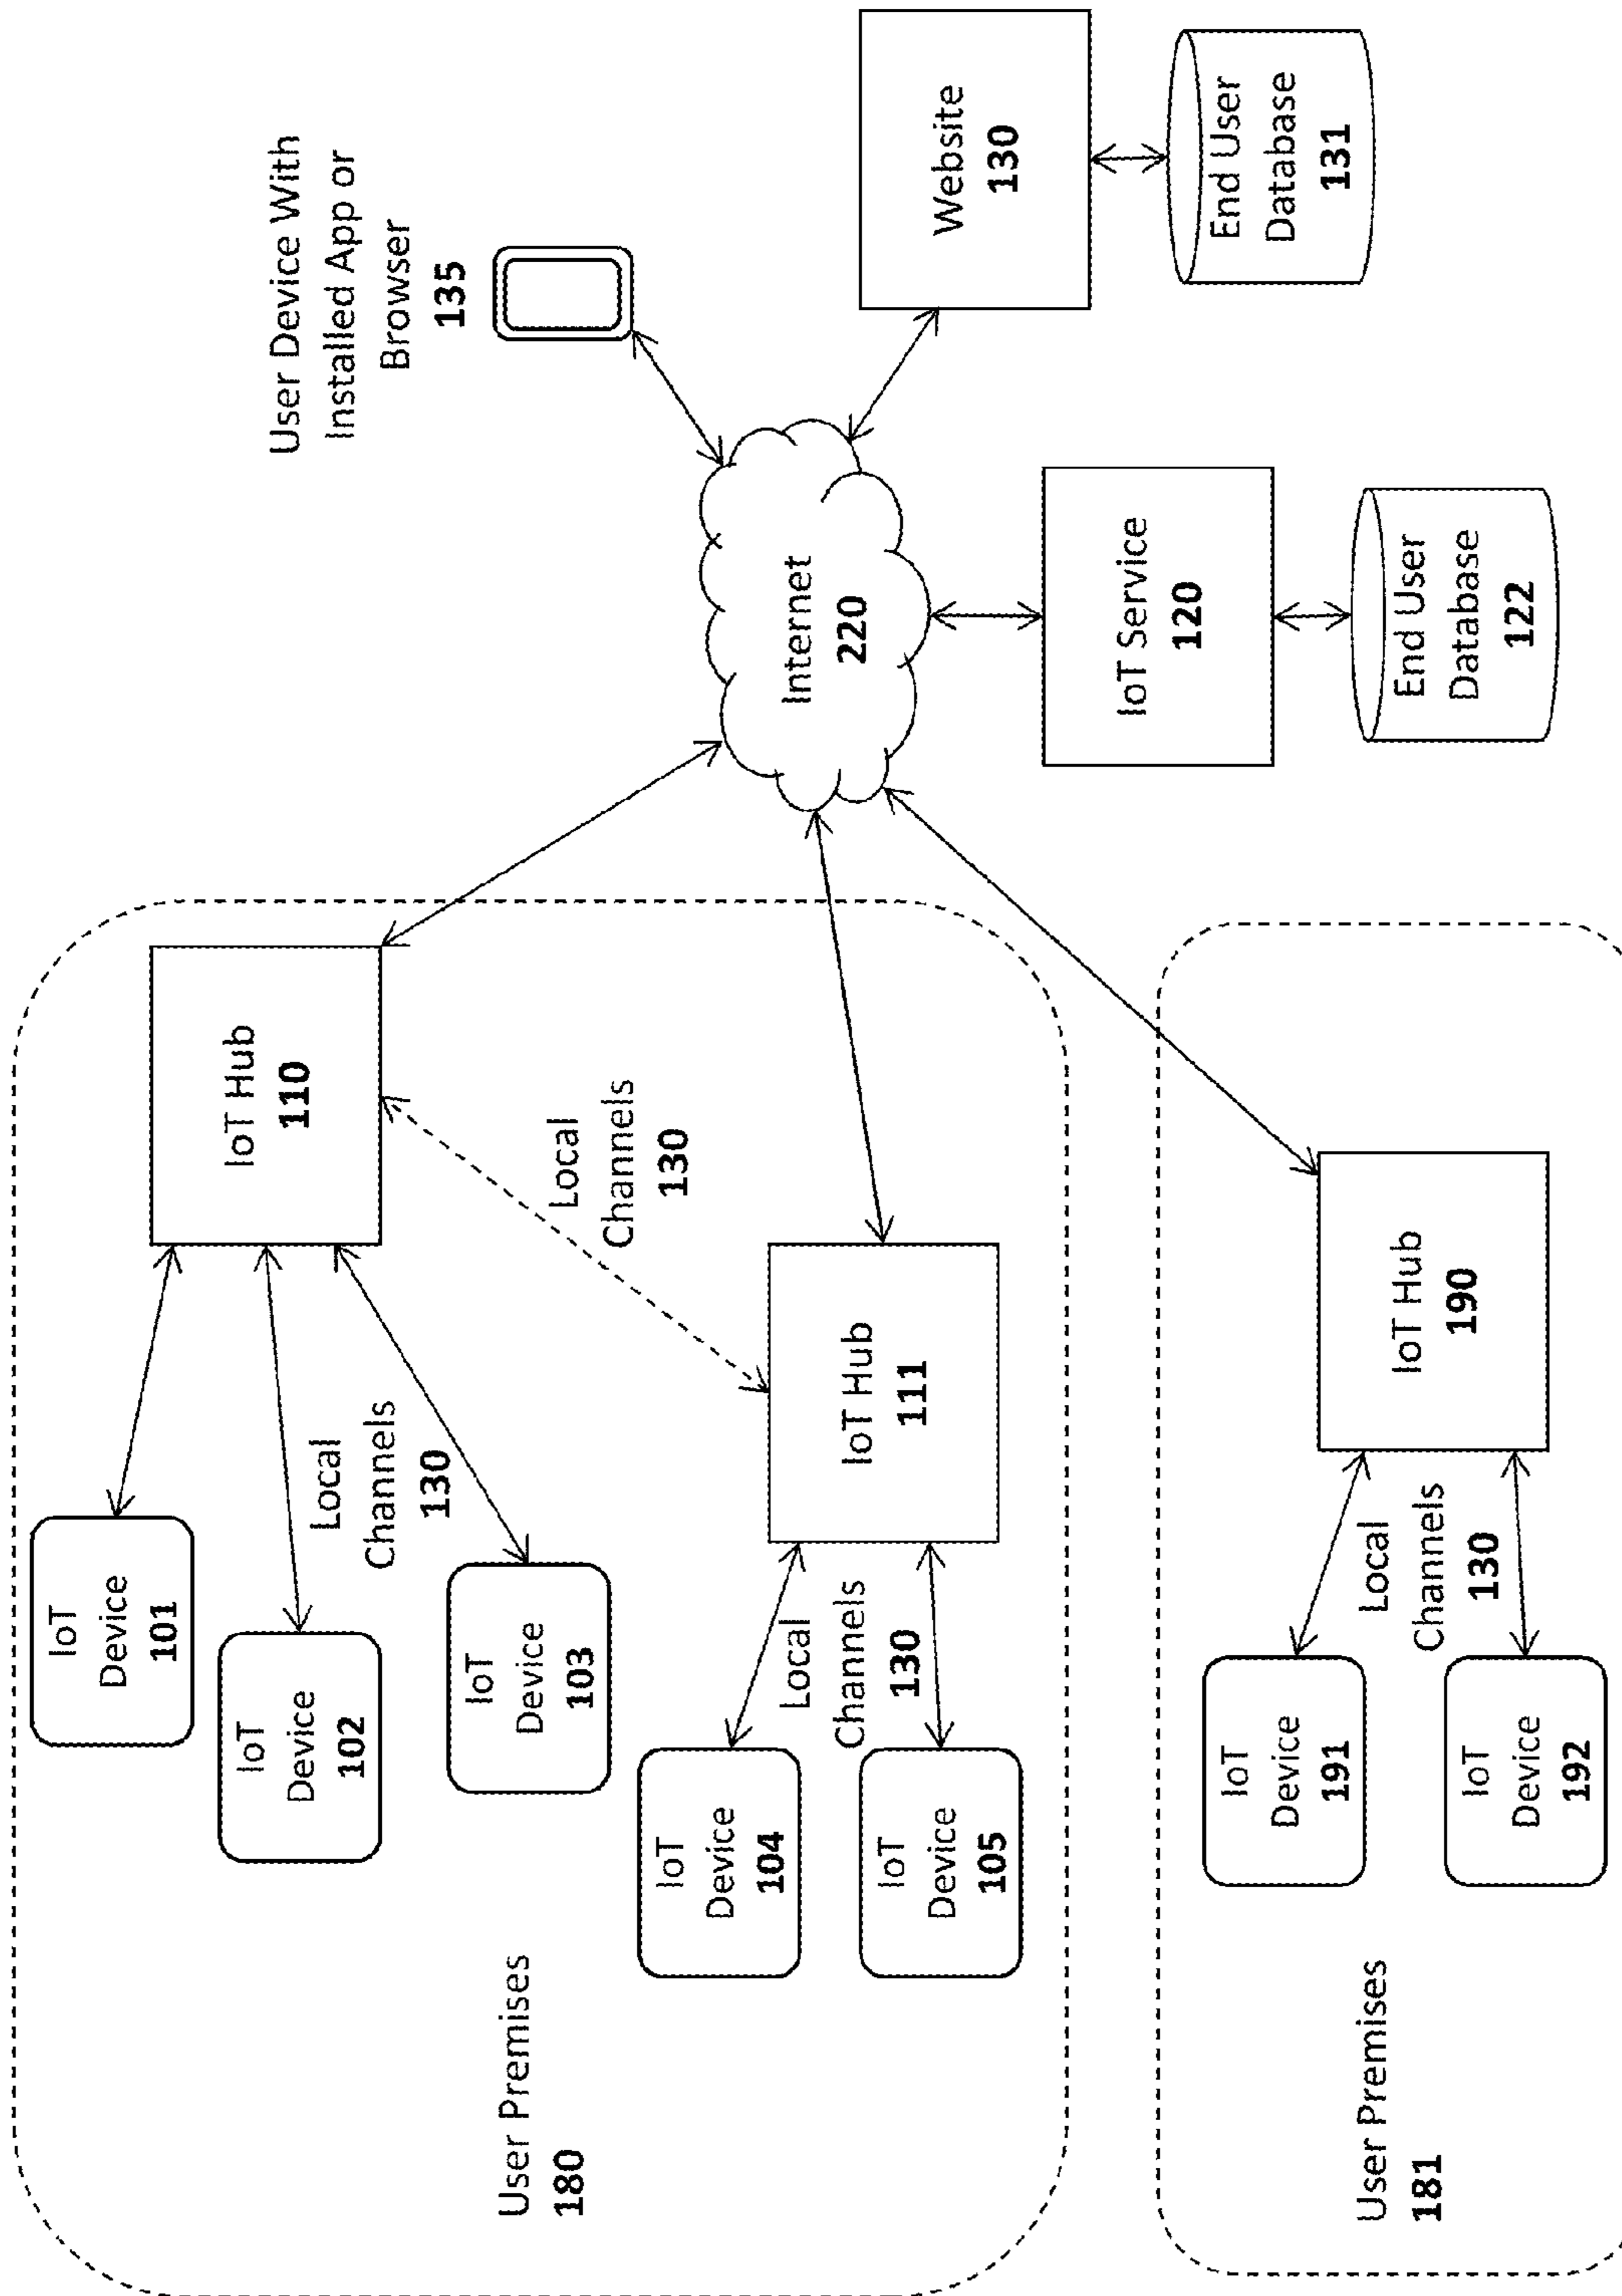 User Premises
180
IoT
Device
101
IoT
Device
102
IoT
Device
103
Local
Channels
130
IoT Hub
110
Local
Channels
130
IoT
Device
104
IoT
Device
105
Local
Channels
130
IoT Hub
111
User Premises
181
IoT
Device
191
IoT
Device
192
Local
Channels
130
IoT Hub
190
Internet
220
User Device With
Installed App or
Browser
135
Website
130
End User
Database
131
IoT Service
120
End User
Database
122